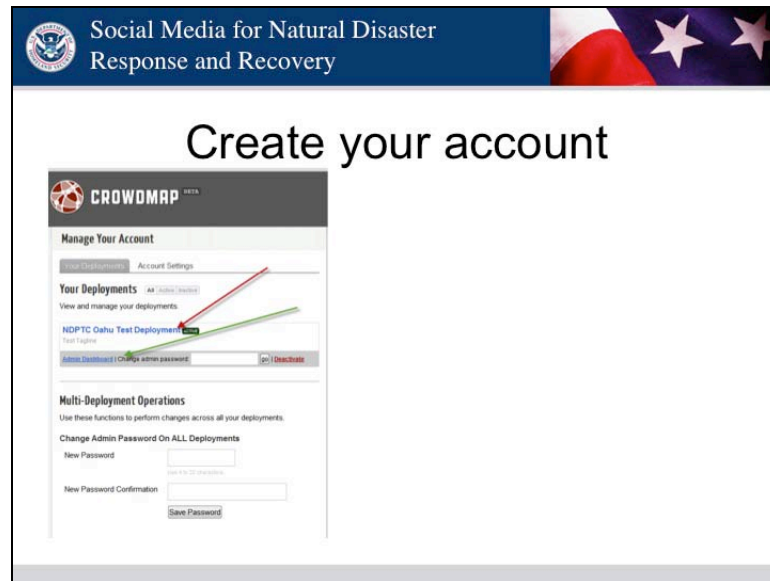 Social Media for Natural Disaster
Response and Recovery
Create your account
CROWDMAP BETA
Manage Your Account
Your Deployments Account Settings
Your Deployments All Active Inactive
View and manage your deployments.
NDPTC Oahu Test Deployment ACTIVE
Test Tagline
Admin Dashboard | Change admin password: go | Deactivate
Multi-Deployment Operations
Use these functions to perform changes across all your deployments.
Change Admin Password On ALL Deployments
New Password
New Password Confirmation
Save Password